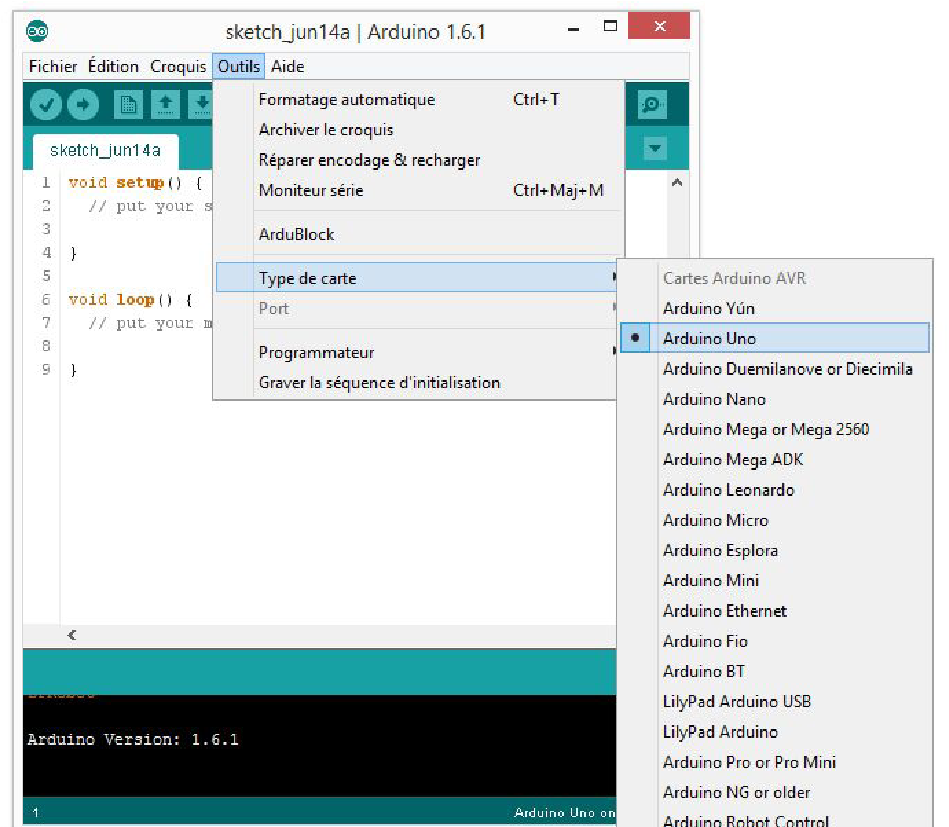 sketch_jun14a | Arduino 1.6.1
Fichier Édition Croquis Outils Aide
sketch_jun14a
Formatage automatique Ctrl+T
Archiver le croquis
Réparer encodage & recharger
Moniteur série Ctrl+Maj+M
ArduBlock
Type de carte
Port
Programmateur
Graver la séquence d'initialisation
1 void setup() {
2 // put your s
3
4 }
5
6 void loop() {
7 // put your m
8
9 }
Cartes Arduino AVR
Arduino Yún
Arduino Uno
Arduino Duemilanove or Diecimila
Arduino Nano
Arduino Mega or Mega 2560
Arduino Mega ADK
Arduino Leonardo
Arduino Micro
Arduino Esplora
Arduino Mini
Arduino Ethernet
Arduino Fio
Arduino BT
LilyPad Arduino USB
LilyPad Arduino
Arduino Pro or Pro Mini
Arduino NG or older
Arduino Robot Control
Arduino Version: 1.6.1
1 Arduino Uno on